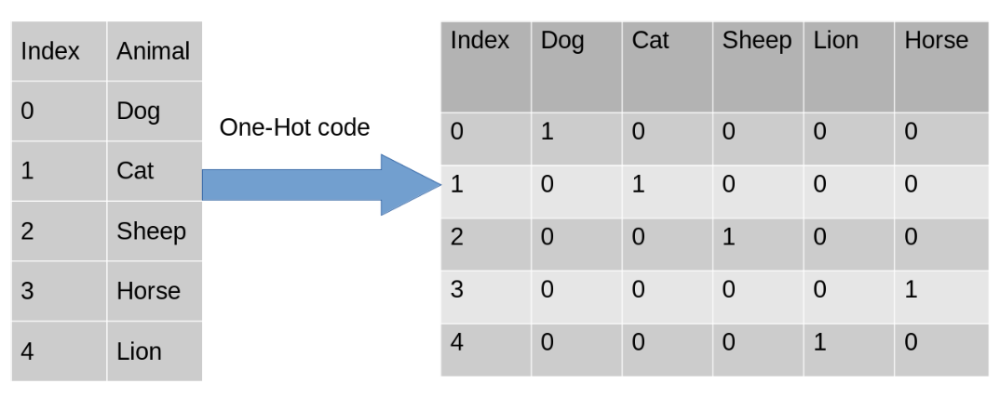 Index Animal
0 Dog
1 Cat
2 Sheep
3 Horse
4 Lion
One-Hot code
Index Dog Cat Sheep Lion Horse
0 1 0 0 0 0
1 0 1 0 0 0
2 0 0 1 0 0
3 0 0 0 0 1
4 0 0 0 1 0